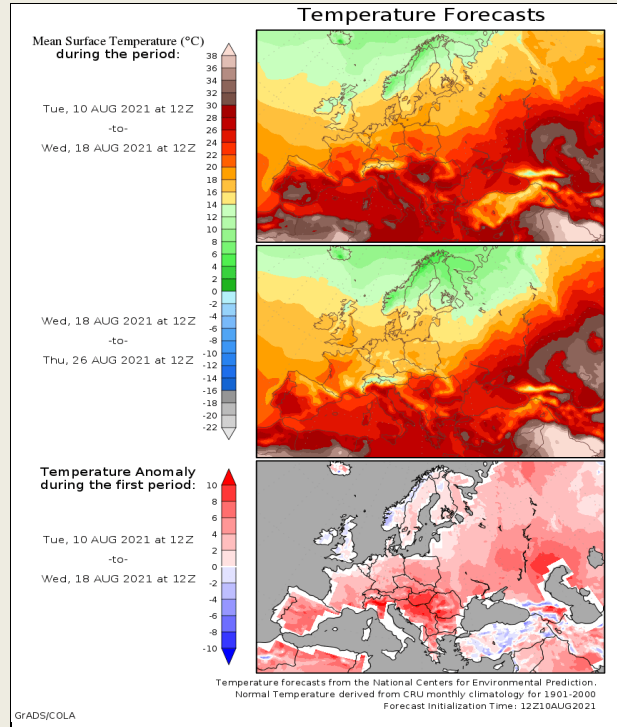 Temperature Forecasts
Mean Surface Temperature (°C)
during the period:
Tue, 10 AUG 2021 at 12Z
-to-
Wed, 18 AUG 2021 at 12Z
38
36
34
32
30
28
26
24
22
20
18
16
14
12
10
8
6
4
2
0
-2
-4
-6
-8
-10
-12
-14
-16
-18
-20
-22
Wed, 18 AUG 2021 at 12Z
-to-
Thu, 26 AUG 2021 at 12Z
Temperature Anomaly
during the first period:
Tue, 10 AUG 2021 at 12Z
-to-
Wed, 18 AUG 2021 at 12Z
10
8
6
4
2
0
-2
-4
-6
-8
-10
Temperature forecasts from the National Centers for Environmental Prediction.
Normal Temperature derived from CRU monthly climatology for 1901-2000
Forecast Initialization Time: 12Z10AUG2021
GrADS/COLA